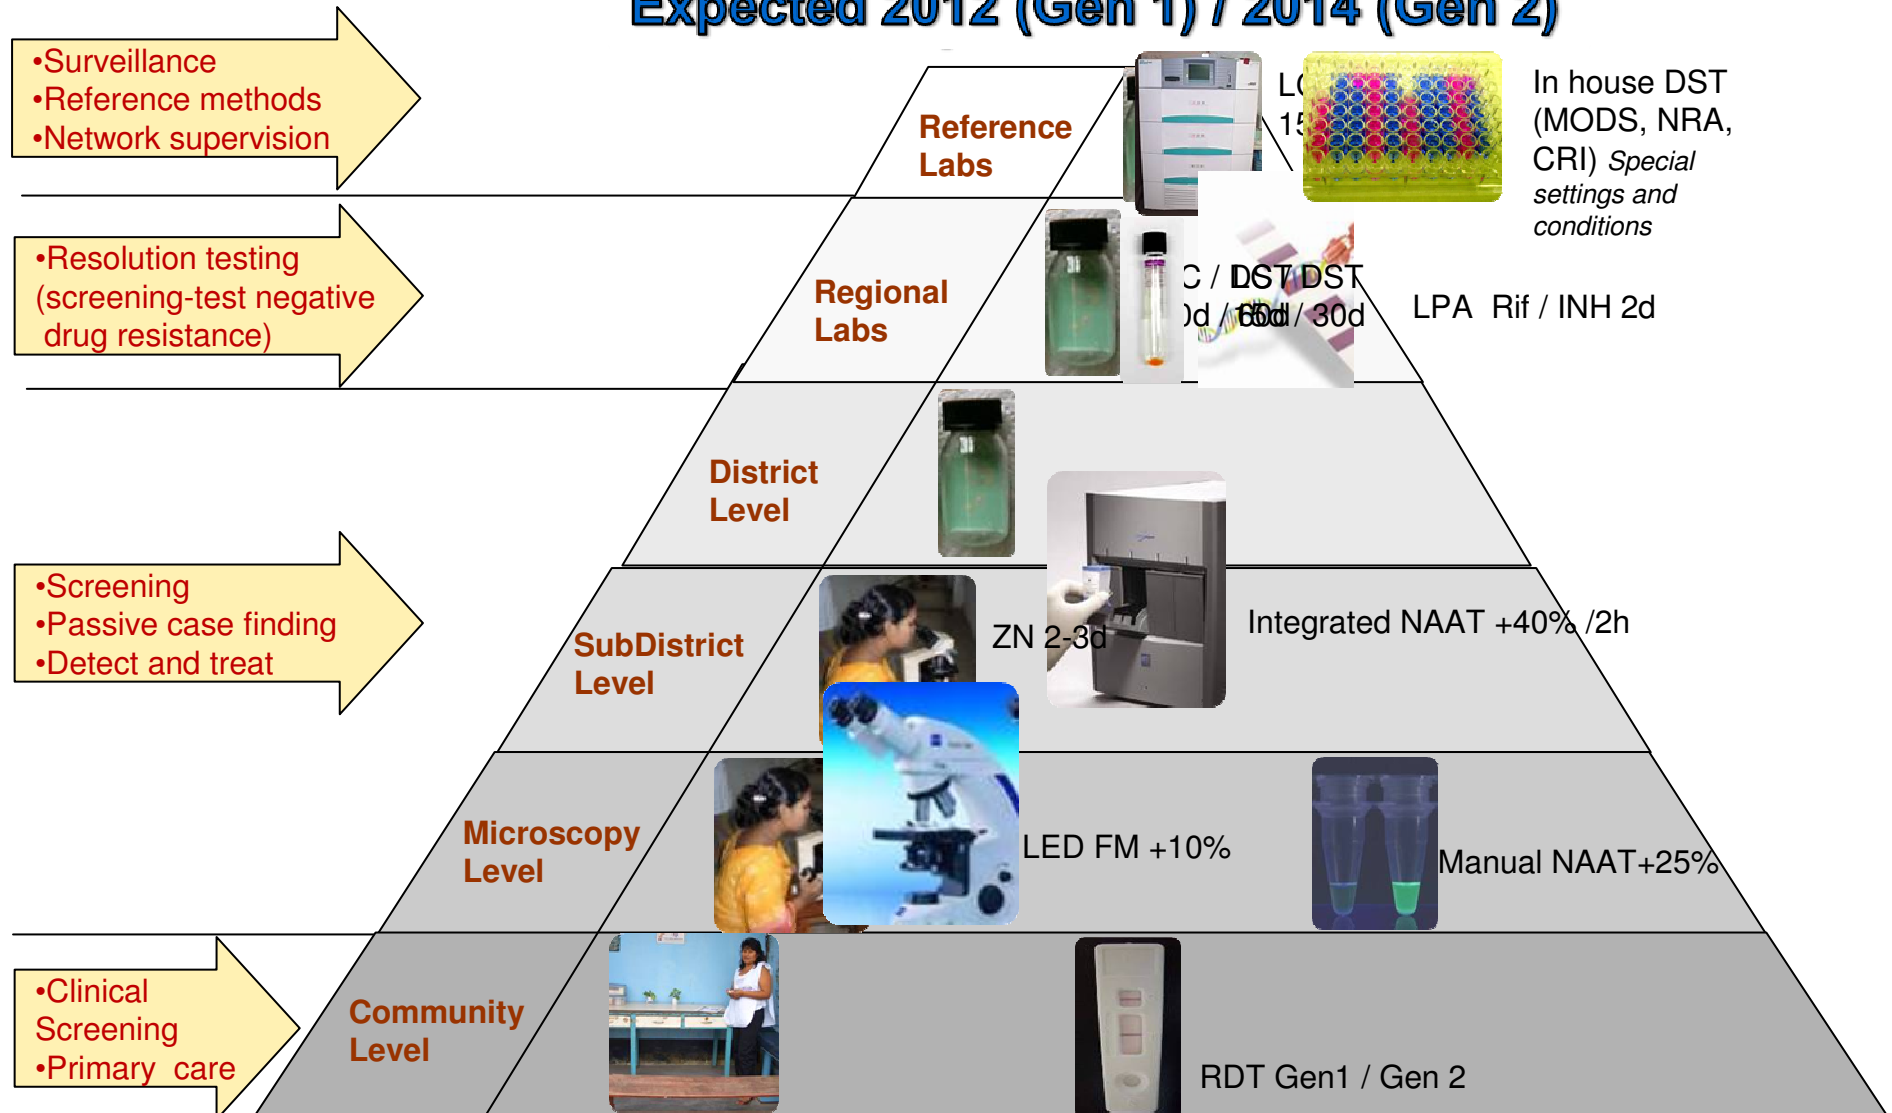 Expected 2012 (Gen 1) / 2014 (Gen 2)
•Surveillance
•Reference methods
•Network supervision
Reference
Labs
In house DST
(MODS, NRA,
CRI) Special
settings and
conditions
•Resolution testing
(screening-test negative
drug resistance)
Regional
Labs
DST
/ 30d
LPA Rif / INH 2d
District
Level
•Screening
•Passive case finding
•Detect and treat
SubDistrict
Level
ZN 2-3d
Integrated NAAT +40% /2h
Microscopy
Level
LED FM +10%
Manual NAAT+25%
•Clinical
Screening
•Primary care
Community
Level
RDT Gen1 / Gen 2